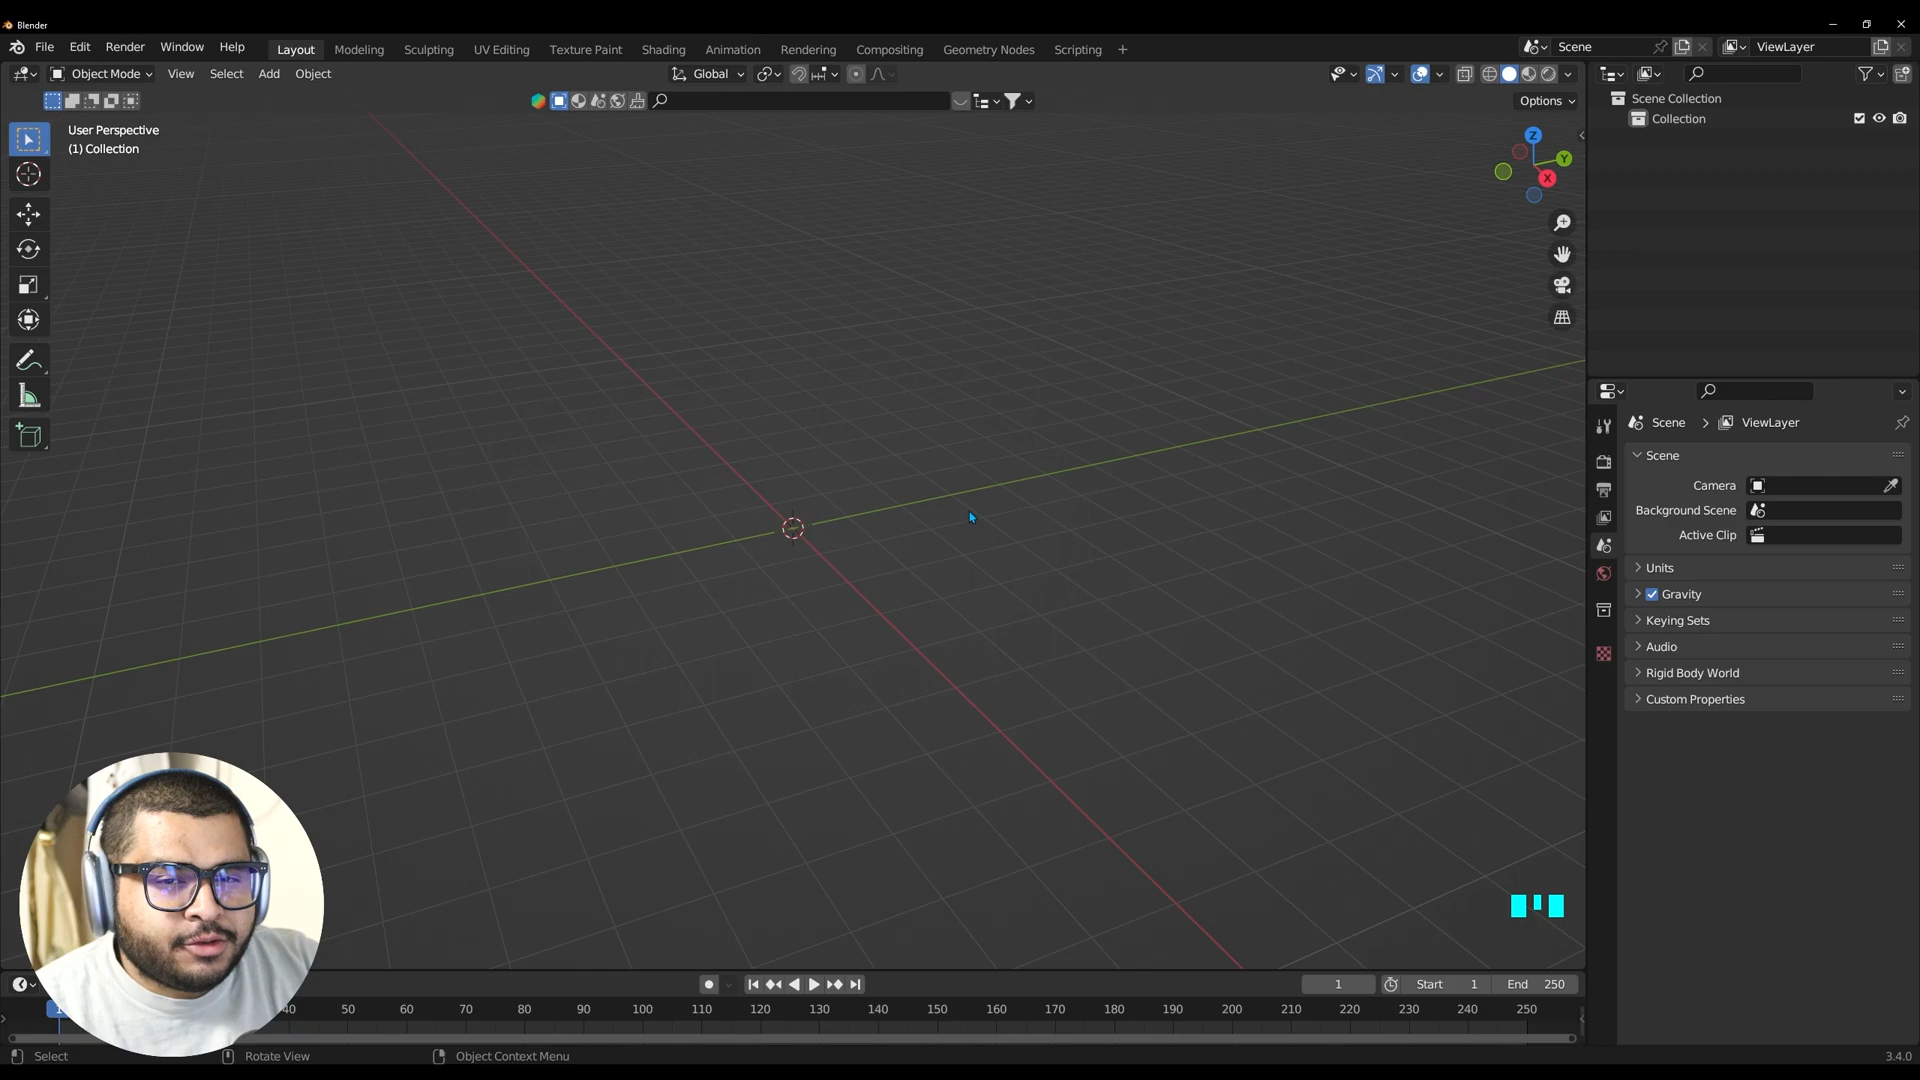 Blender
File Edit Render Window Help Layout Modeling Sculpting UV Editing Texture Paint Shading Animation Rendering Compositing Geometry Nodes Scripting + Scene ViewLayer
Object Mode View Select Add Object Global
Options
User Perspective
(1) Collection
Z
Y
X
Scene Collection
Collection
Scene > ViewLayer
Scene
Camera
Background Scene
Active Clip
Units
Gravity
Keying Sets
Audio
Rigid Body World
Custom Properties
1 Start 1 End 250
1 40 50 60 70 80 90 100 110 120 130 140 150 160 170 180 190 200 210 220 230 240 250
Select Rotate View Object Context Menu 3.4.0